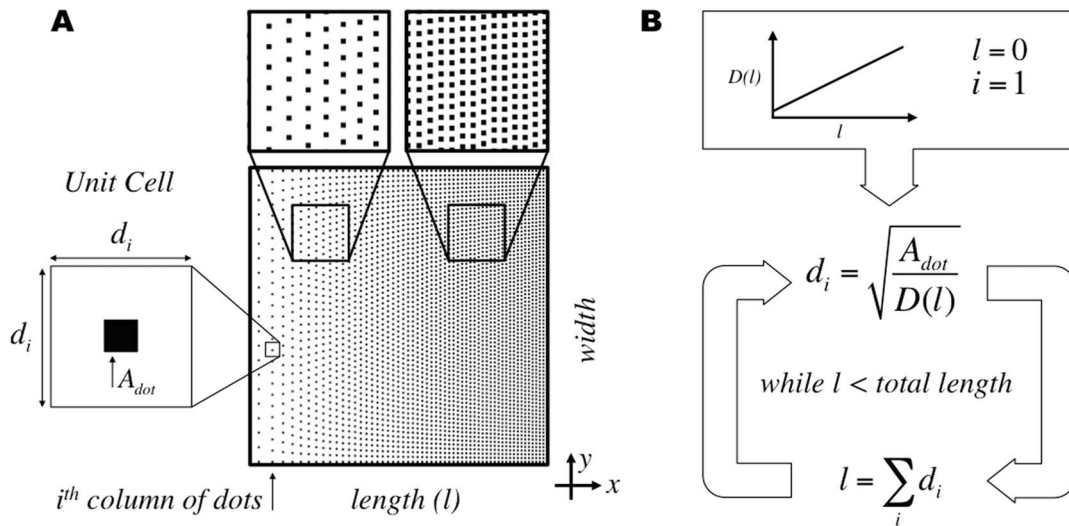 A
Unit Cell
d_i
d_i
A_dot
width
y
x
i^th column of dots
length (l)
B
D(l)
l
l = 0
i = 1
d_i = √(A_dot / D(l))
while l < total length
l = ∑_i d_i